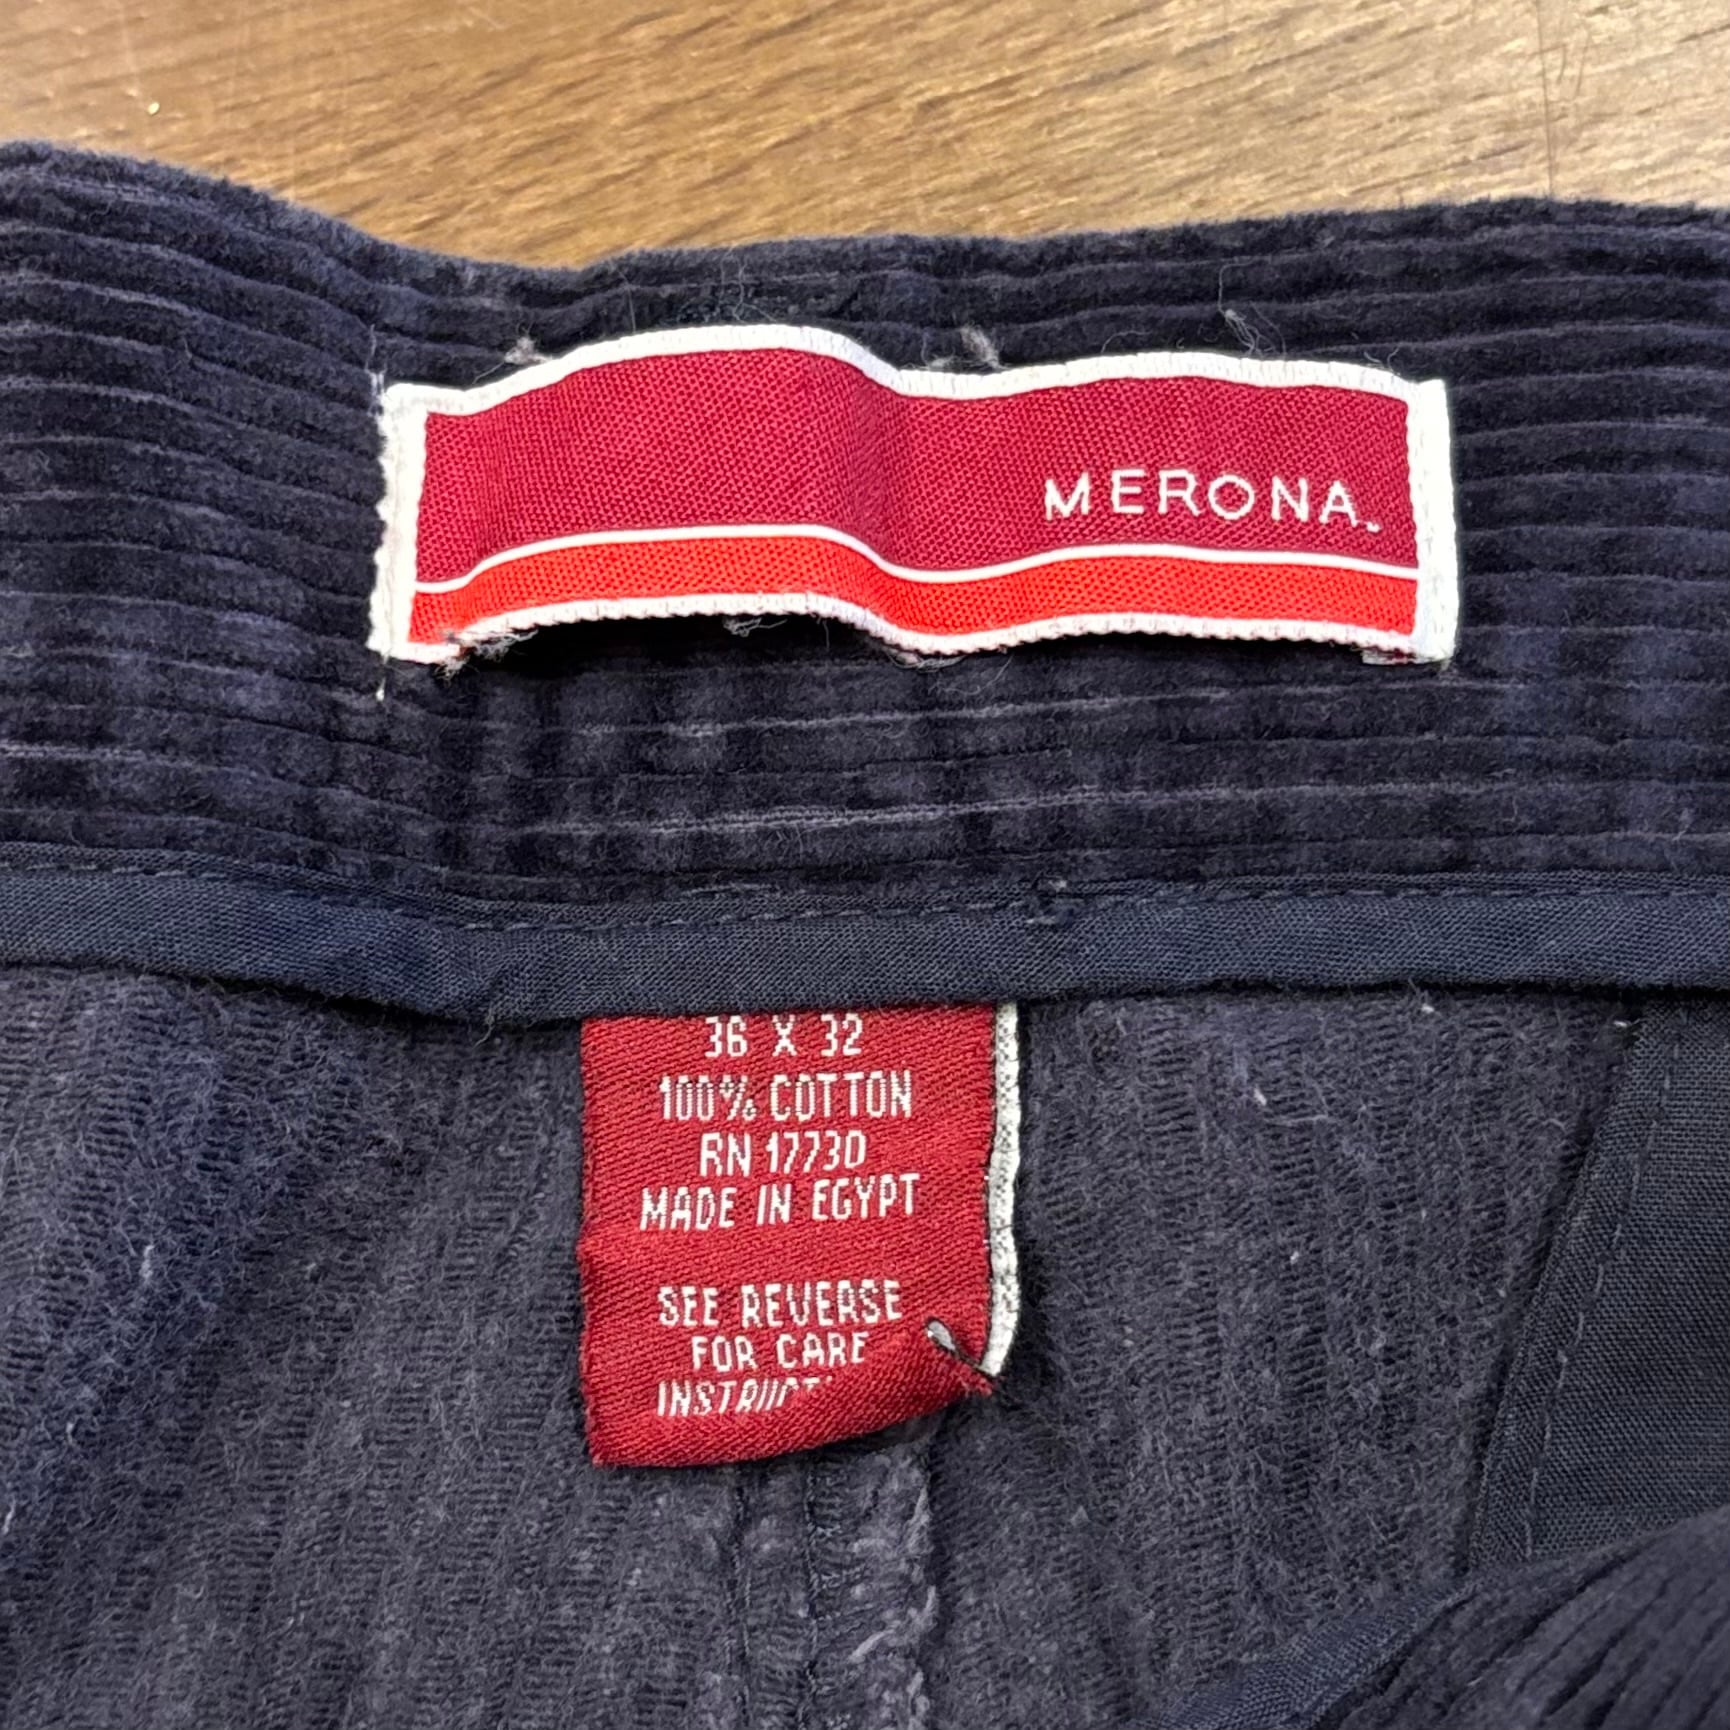 MERONA
36 X 32
100% COTTON
RN 17730
MADE IN EGYPT
SEE REVERSE
FOR CARE